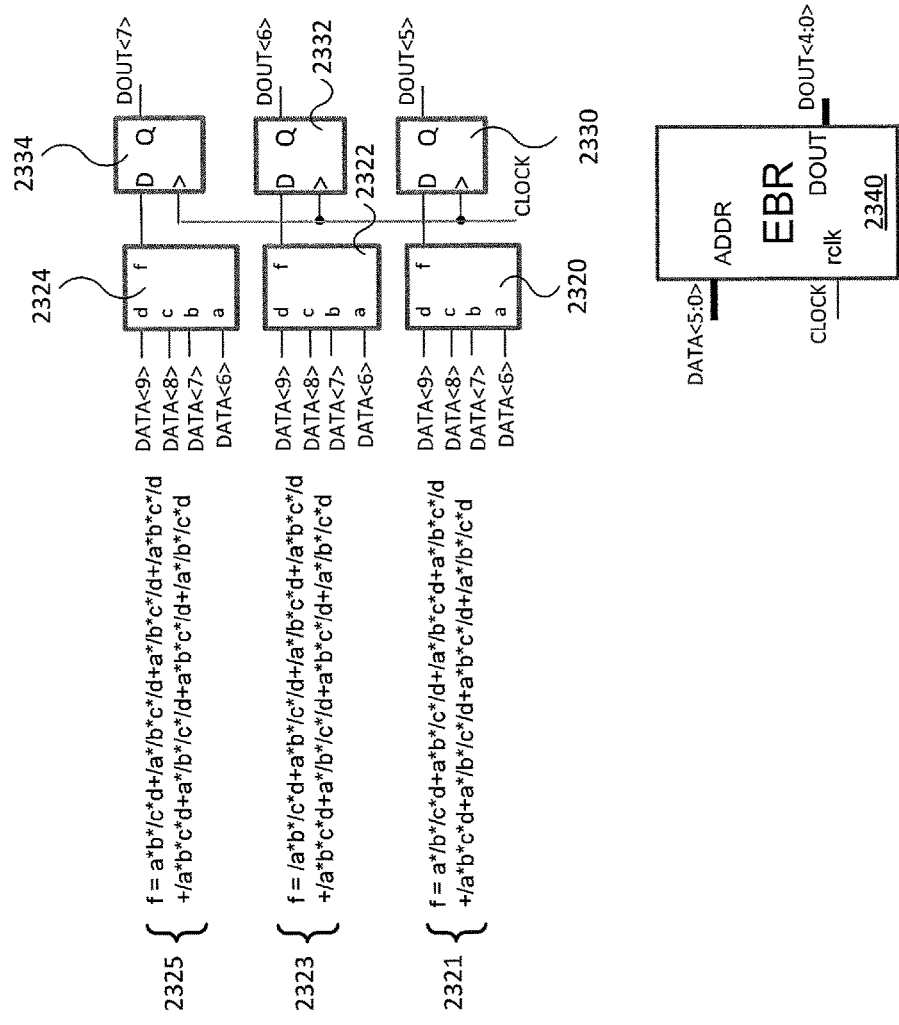 2325
f = a*b*/c*d+/a*/b*c*/d+a*/b*c*/d+/a*b*c*/d
+/a*b*c*d+a*/b*/c*/d+a*b*c*/d+/a*/b*/c*d
DATA<9>
DATA<8>
DATA<7>
DATA<6>
d
c
b
a
f
2324
D
Q
>
2334
DOUT<7>
2323
f = /a*b*/c*d+a*b*/c*/d+/a*/b*c*d+/a*b*c*/d
+/a*b*c*d+a*/b*/c*/d+a*b*c*/d+/a*/b*/c*d
DATA<9>
DATA<8>
DATA<7>
DATA<6>
d
c
b
a
f
2322
D
Q
>
2332
DOUT<6>
2321
f = a*/b*/c*d+a*b*/c*/d+/a*/b*c*d+a*/b*c*/d
+/a*b*c*d+a*/b*/c*/d+a*b*c*/d+/a*/b*/c*d
DATA<9>
DATA<8>
DATA<7>
DATA<6>
d
c
b
a
f
2320
D
Q
>
2330
DOUT<5>
CLOCK
DATA<5:0>
ADDR
EBR
DOUT
DOUT<4:0>
CLOCK
rclk
2340